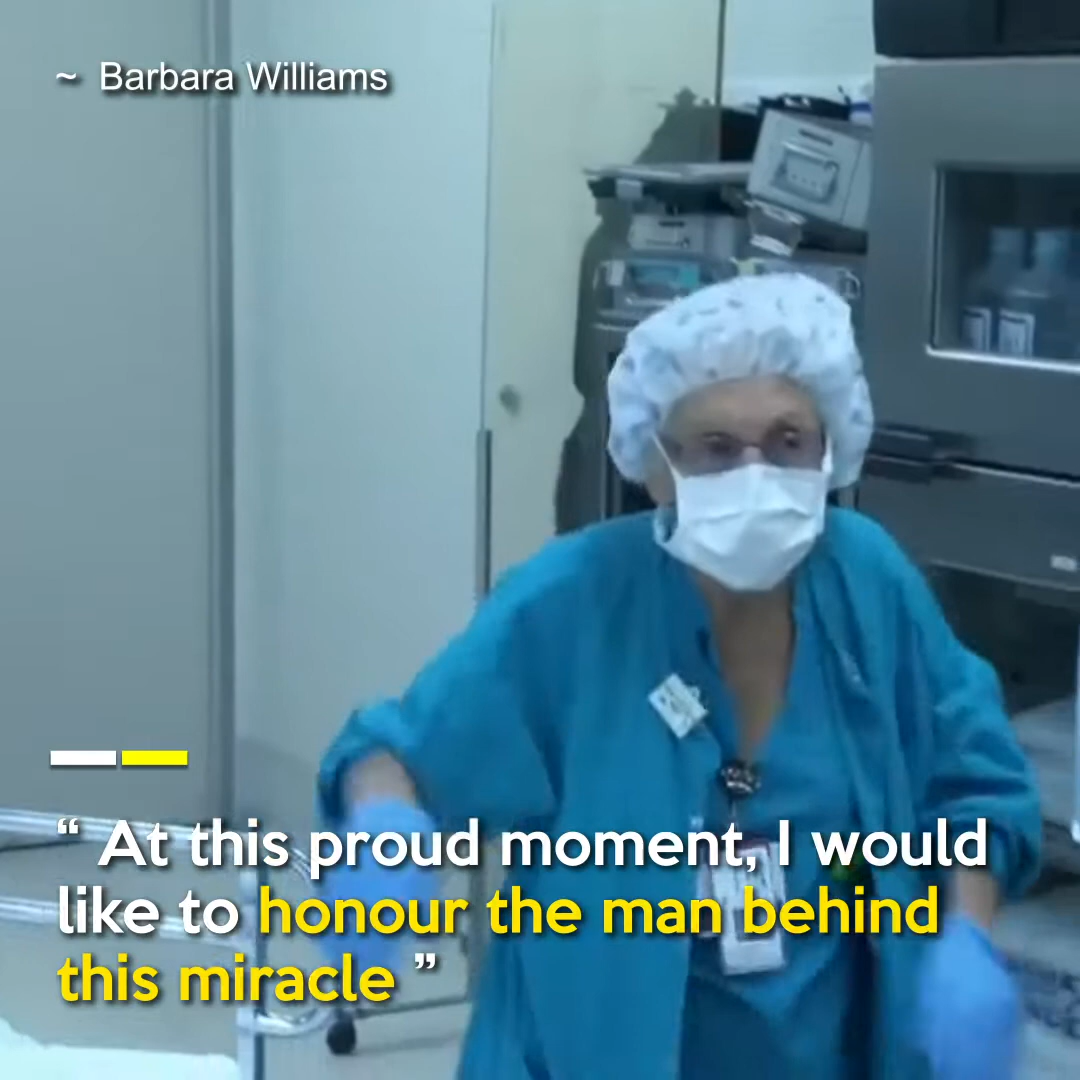 ~ Barbara Williams
“ At this proud moment, I would
like to honour the man behind
this miracle ”